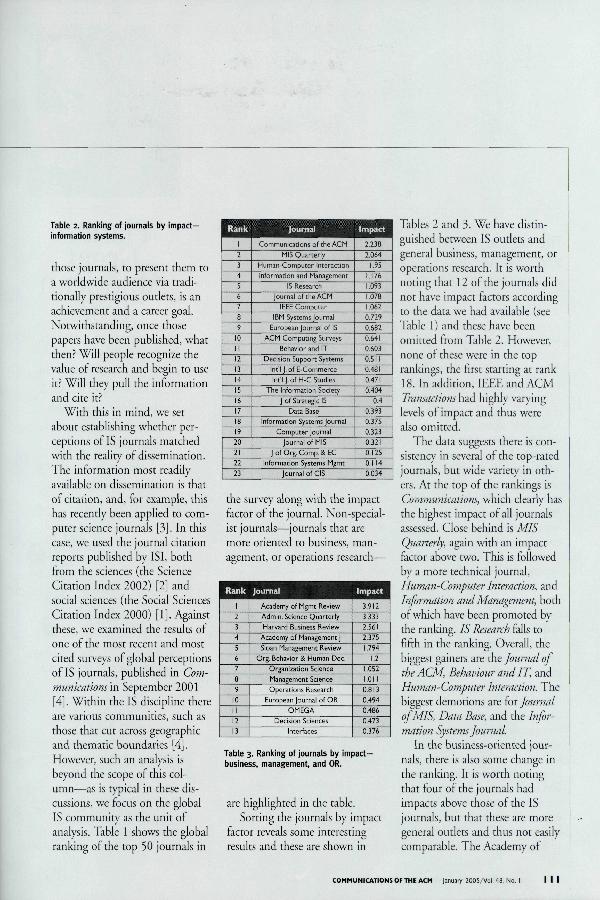 Table 2. Ranking of journals by impact—
information systems.
those journals, to present them to
a worldwide audience via tradi-
tionally prestigious outlets, is an
achievement and a career goal.
Notwithstanding, once those
papers have been published, what
then? Will people recognize the
value of research and begin to use
it? Will they pull the information
and cite it?
With this in mind, we set
about establishing whether per-
ceptions of IS journals matched
with the reality of dissemination.
The information most readily
available on dissemination is that
of citation, and, for example, this
has recently been applied to com-
puter science journals [3]. In this
case, we used the journal citation
reports published by ISI, both
from the sciences (the Science
Citation Index 2002) [2] and
social sciences (the Social Sciences
Citation Index 2000) [1]. Against
these, we examined the results of
one of the most recent and most
cited surveys of global perceptions
of IS journals, published in Com-
munications in September 2001
[4]. Within the IS discipline there
are various communities, such as
those that cut across geographic
and thematic boundaries [4].
However, such an analysis is
beyond the scope of this col-
umn—as is typical in these dis-
cussions, we focus on the global
IS community as the unit of
analysis. Table 1 shows the global
ranking of the top 50 journals in
Rank Journal Impact
1 Communications of the ACM 2.238
2 MIS Quarterly 2.064
3 Human-Computer Interaction 1.95
4 Information and Management 1.176
5 IS Research 1.093
6 Journal of the ACM 1.078
7 IEEE Computer 1.062
8 IBM Systems Journal 0.729
9 European Journal of IS 0.682
10 ACM Computing Surveys 0.641
11 Behavior and IT 0.603
12 Decision Support Systems 0.511
13 Int'l J. of E-Commerce 0.481
14 Int'l J. of H-C Studies 0.471
15 The Information Society 0.404
16 J of Strategic IS 0.4
17 Data Base 0.393
18 Information Systems Journal 0.375
19 Computer Journal 0.323
20 Journal of MIS 0.321
21 J of Org. Comp. & EC 0.125
22 Information Systems Mgmt 0.114
23 Journal of CIS 0.034
the survey along with the impact
factor of the journal. Non-special-
ist journals—journals that are
more oriented to business, man-
agement, or operations research—
Rank Journal Impact
1 Academy of Mgmt Review 3.912
2 Admin. Science Quarterly 3.333
3 Harvard Business Review 2.561
4 Academy of Management J 2.375
5 Sloan Management Review 1.794
6 Org. Behavior & Human Dec. 1.2
7 Organization Science 1.052
8 Management Science 1.011
9 Operations Research 0.813
10 European Journal of OR 0.494
11 OMEGA 0.486
12 Decision Sciences 0.473
13 Interfaces 0.376
Table 3. Ranking of journals by impact—
business, management, and OR.
are highlighted in the table.
Sorting the journals by impact
factor reveals some interesting
results and these are shown in
Tables 2 and 3. We have distin-
guished between IS outlets and
general business, management, or
operations research. It is worth
noting that 12 of the journals did
not have impact factors according
to the data we had available (see
Table 1) and these have been
omitted from Table 2. However,
none of these were in the top
rankings, the first starting at rank
18. In addition, IEEE and ACM
Transactions had highly varying
levels of impact and thus were
also omitted.
The data suggests there is con-
sistency in several of the top-rated
journals, but wide variety in oth-
ers. At the top of the rankings is
Communications, which clearly has
the highest impact of all journals
assessed. Close behind is MIS
Quarterly, again with an impact
factor above two. This is followed
by a more technical journal,
Human-Computer Interaction, and
Information and Management, both
of which have been promoted by
the ranking. IS Research falls to
fifth in the ranking. Overall, the
biggest gainers are the Journal of
the ACM, Behaviour and IT, and
Human-Computer Interaction. The
biggest demotions are for Journal
of MIS, Data Base, and the Infor-
mation Systems Journal.
In the business-oriented jour-
nals, there is also some change in
the ranking. It is worth noting
that four of the journals had
impacts above those of the IS
journals, but that these are more
general outlets and thus not easily
comparable. The Academy of
COMMUNICATIONS OF THE ACM January 2005/Vol. 48, No. 1 111